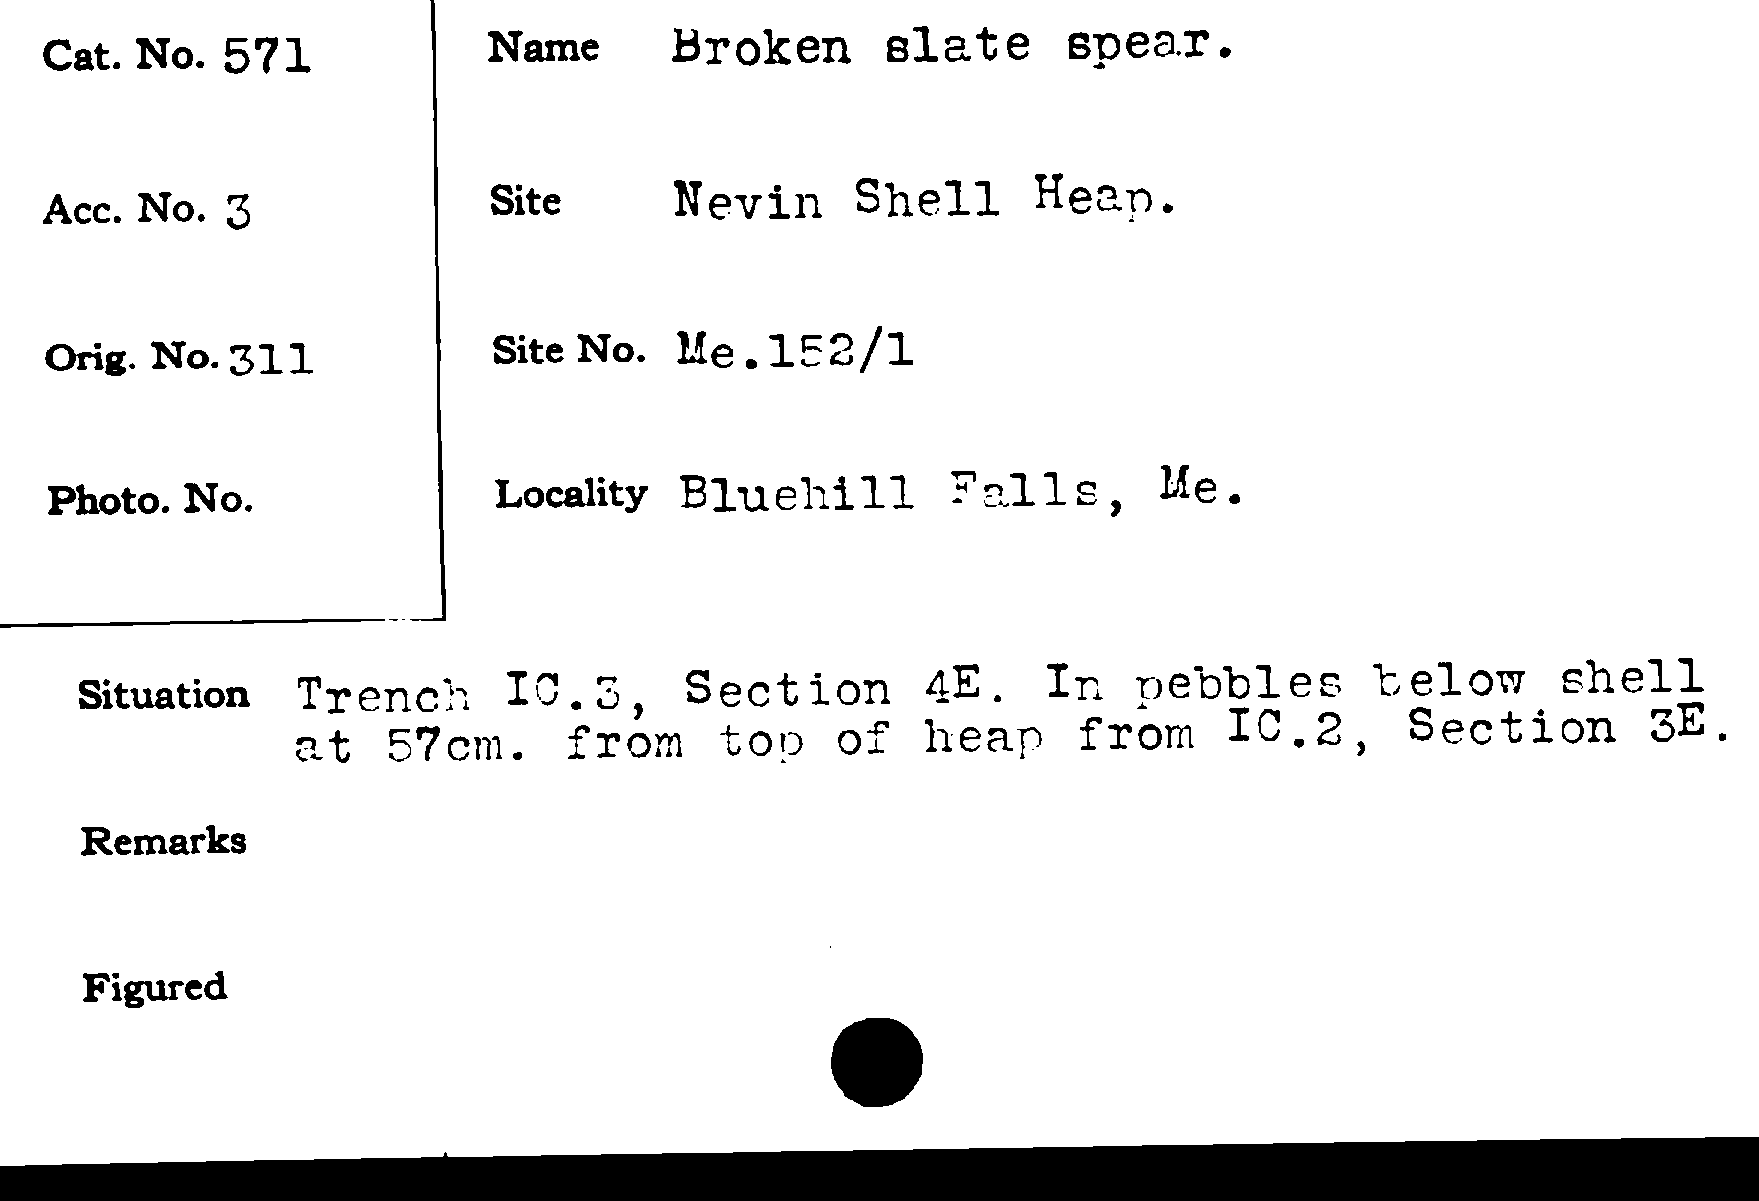 Cat. No. 571
Name Broken slate spear.
Acc. No. 3
Site Nevin Shell Heap.
Orig. No. 311
Site No. Me.152/1
Photo. No.
Locality Bluehill Falls, Me.
Situation Trench IC.3, Section 4E. In pebbles below shell
at 57cm. from top of heap from IC.2, Section 3E.
Remarks
Figured